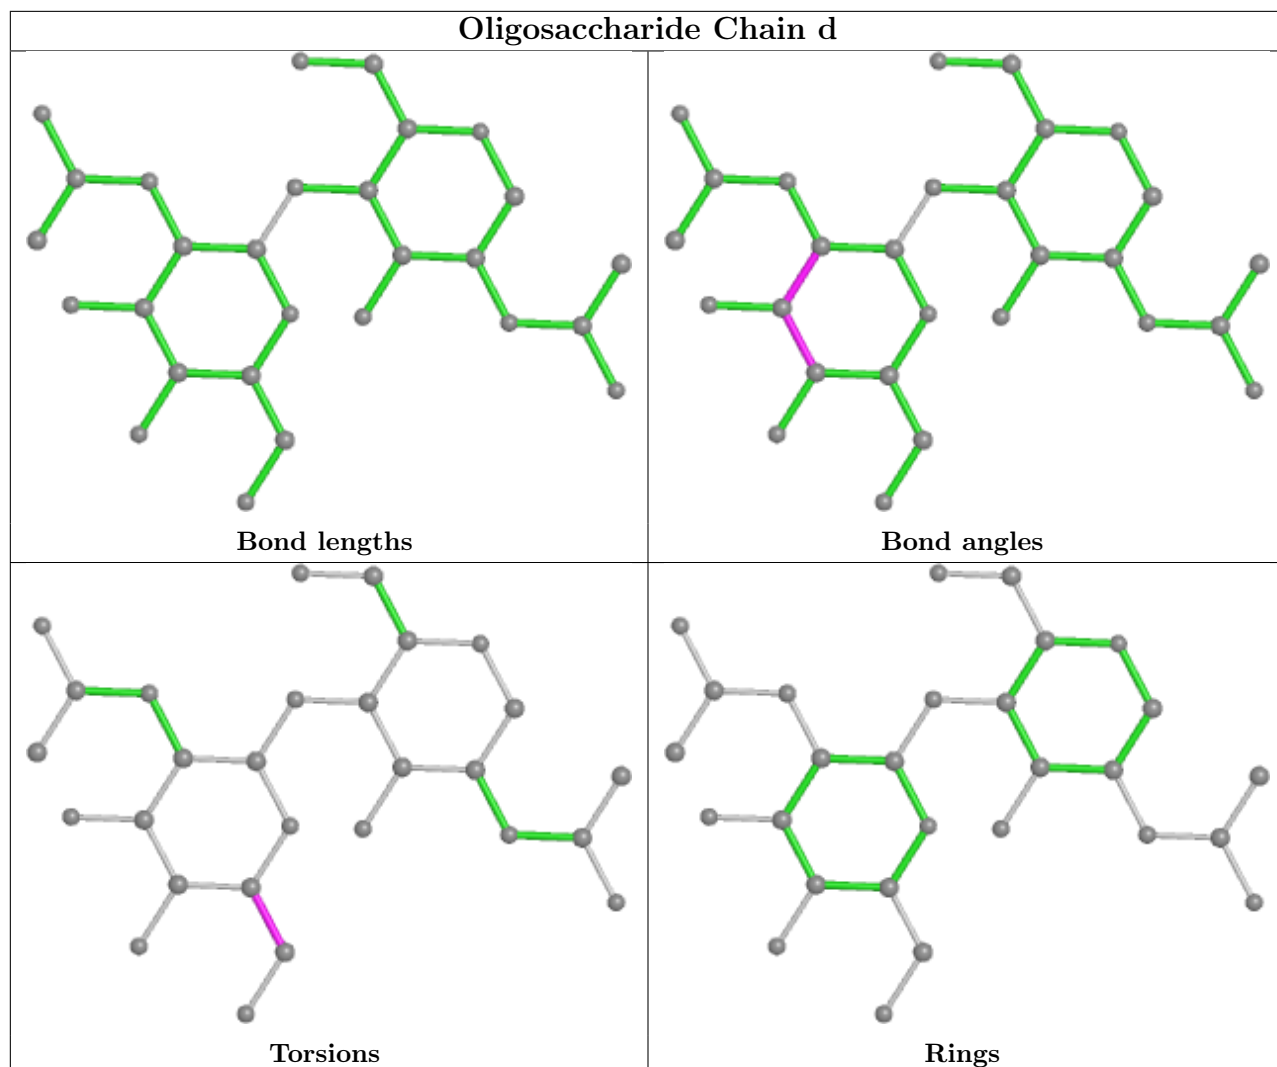 Oligosaccharide Chain d
Bond lengths
Bond angles
Torsions
Rings